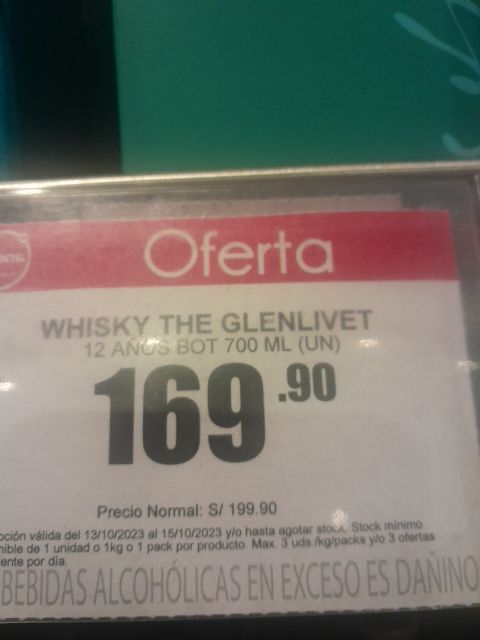 Oferta
WHISKY THE GLENLIVET
12 AÑOS BOT 700 ML (UN)
169.90
Precio Normal: S/ 199.90
válida del 13/10/2023 al 15/10/2023 y/o hasta agotar stock. Stock mínimo
de 1 unidad o 1kg o 1 pack por producto. Max. 3 uds /kg/packs y/o 3 ofertas
por día.
BEBIDAS ALCOHÓLICAS EN EXCESO ES DAÑINO